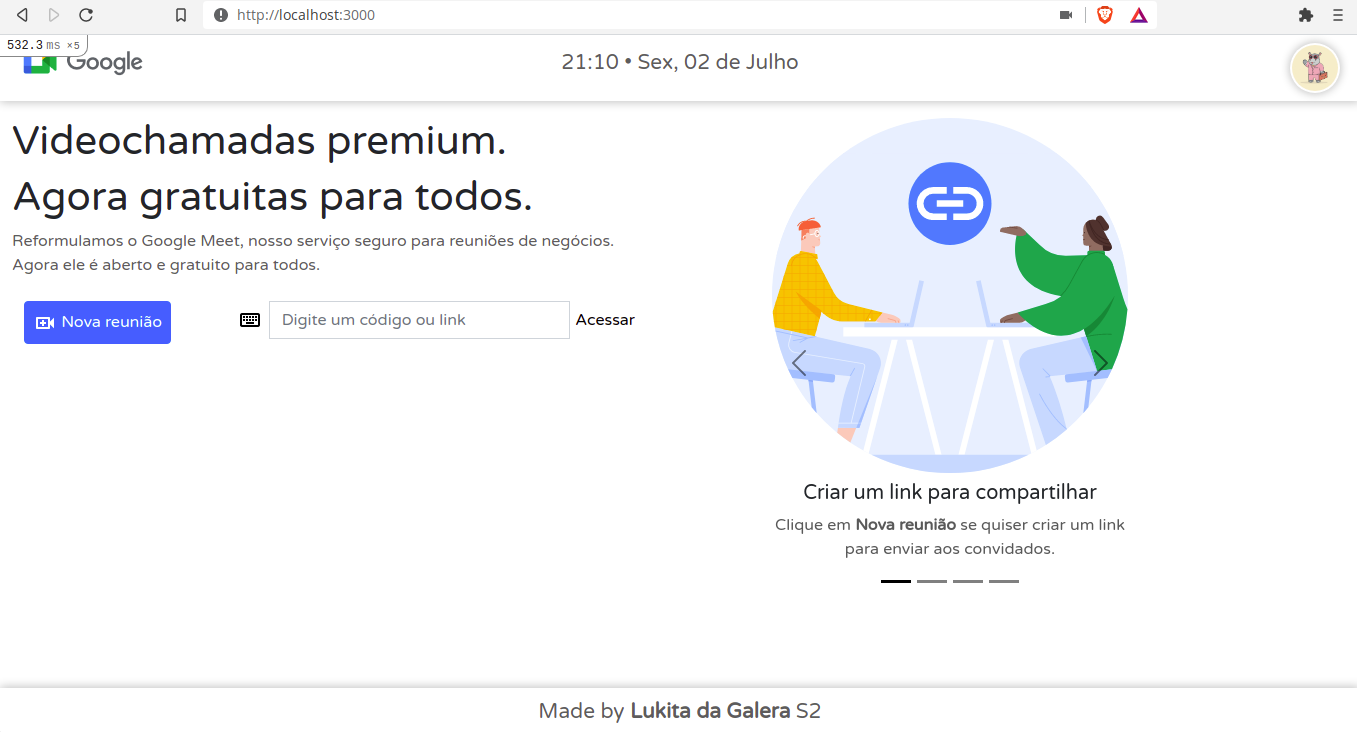 http://localhost:3000
532.3 ms ×5
Google
21:10 • Sex, 02 de Julho
Videochamadas premium.
Agora gratuitas para todos.
Reformulamos o Google Meet, nosso serviço seguro para reuniões de negócios.
Agora ele é aberto e gratuito para todos.
Nova reunião
Digite um código ou link
Acessar
Criar um link para compartilhar
Clique em Nova reunião se quiser criar um link
para enviar aos convidados.
Made by Lukita da Galera S2